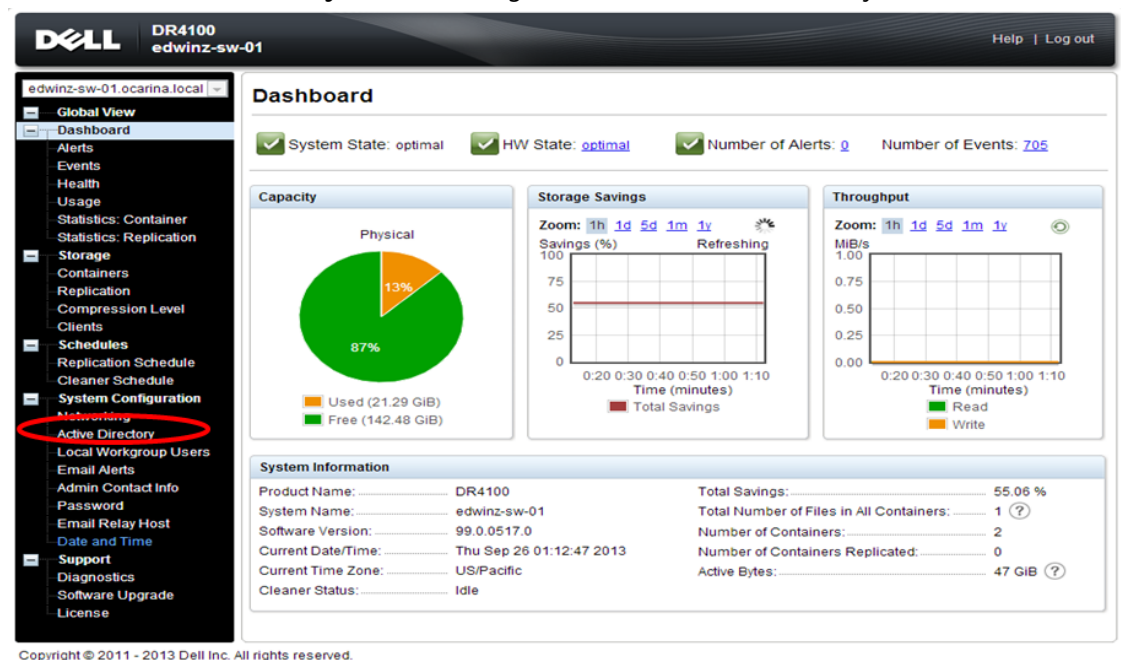 DELL
DR4100
edwinz-sw-01
Help | Log out
edwinz-sw-01.ocarina.local
Global View
Dashboard
Alerts
Events
Health
Usage
Statistics: Container
Statistics: Replication
Storage
Containers
Replication
Compression Level
Clients
Schedules
Replication Schedule
Cleaner Schedule
System Configuration
Networking
Active Directory
Local Workgroup Users
Email Alerts
Admin Contact Info
Password
Email Relay Host
Date and Time
Support
Diagnostics
Software Upgrade
License
Dashboard
System State: optimal HW State: optimal Number of Alerts: 0 Number of Events: 705
Capacity
Physical
13%
87%
Used (21.29 GiB)
Free (142.48 GiB)
Storage Savings
Zoom: 1h 1d 5d 1m 1y
Savings (%) Refreshing
100
75
50
25
0
0:20 0:30 0:40 0:50 1:00 1:10
Time (minutes)
Total Savings
Throughput
Zoom: 1h 1d 5d 1m 1y
MiB/s
1.00
0.75
0.50
0.25
0.00
0:20 0:30 0:40 0:50 1:00 1:10
Time (minutes)
Read
Write
System Information
Product Name: DR4100
System Name: edwinz-sw-01
Software Version: 99.0.0517.0
Current Date/Time: Thu Sep 26 01:12:47 2013
Current Time Zone: US/Pacific
Cleaner Status: Idle
Total Savings: 55.06 %
Total Number of Files in All Containers: 1 ?
Number of Containers: 2
Number of Containers Replicated: 0
Active Bytes: 47 GiB ?
Copyright © 2011 - 2013 Dell Inc. All rights reserved.